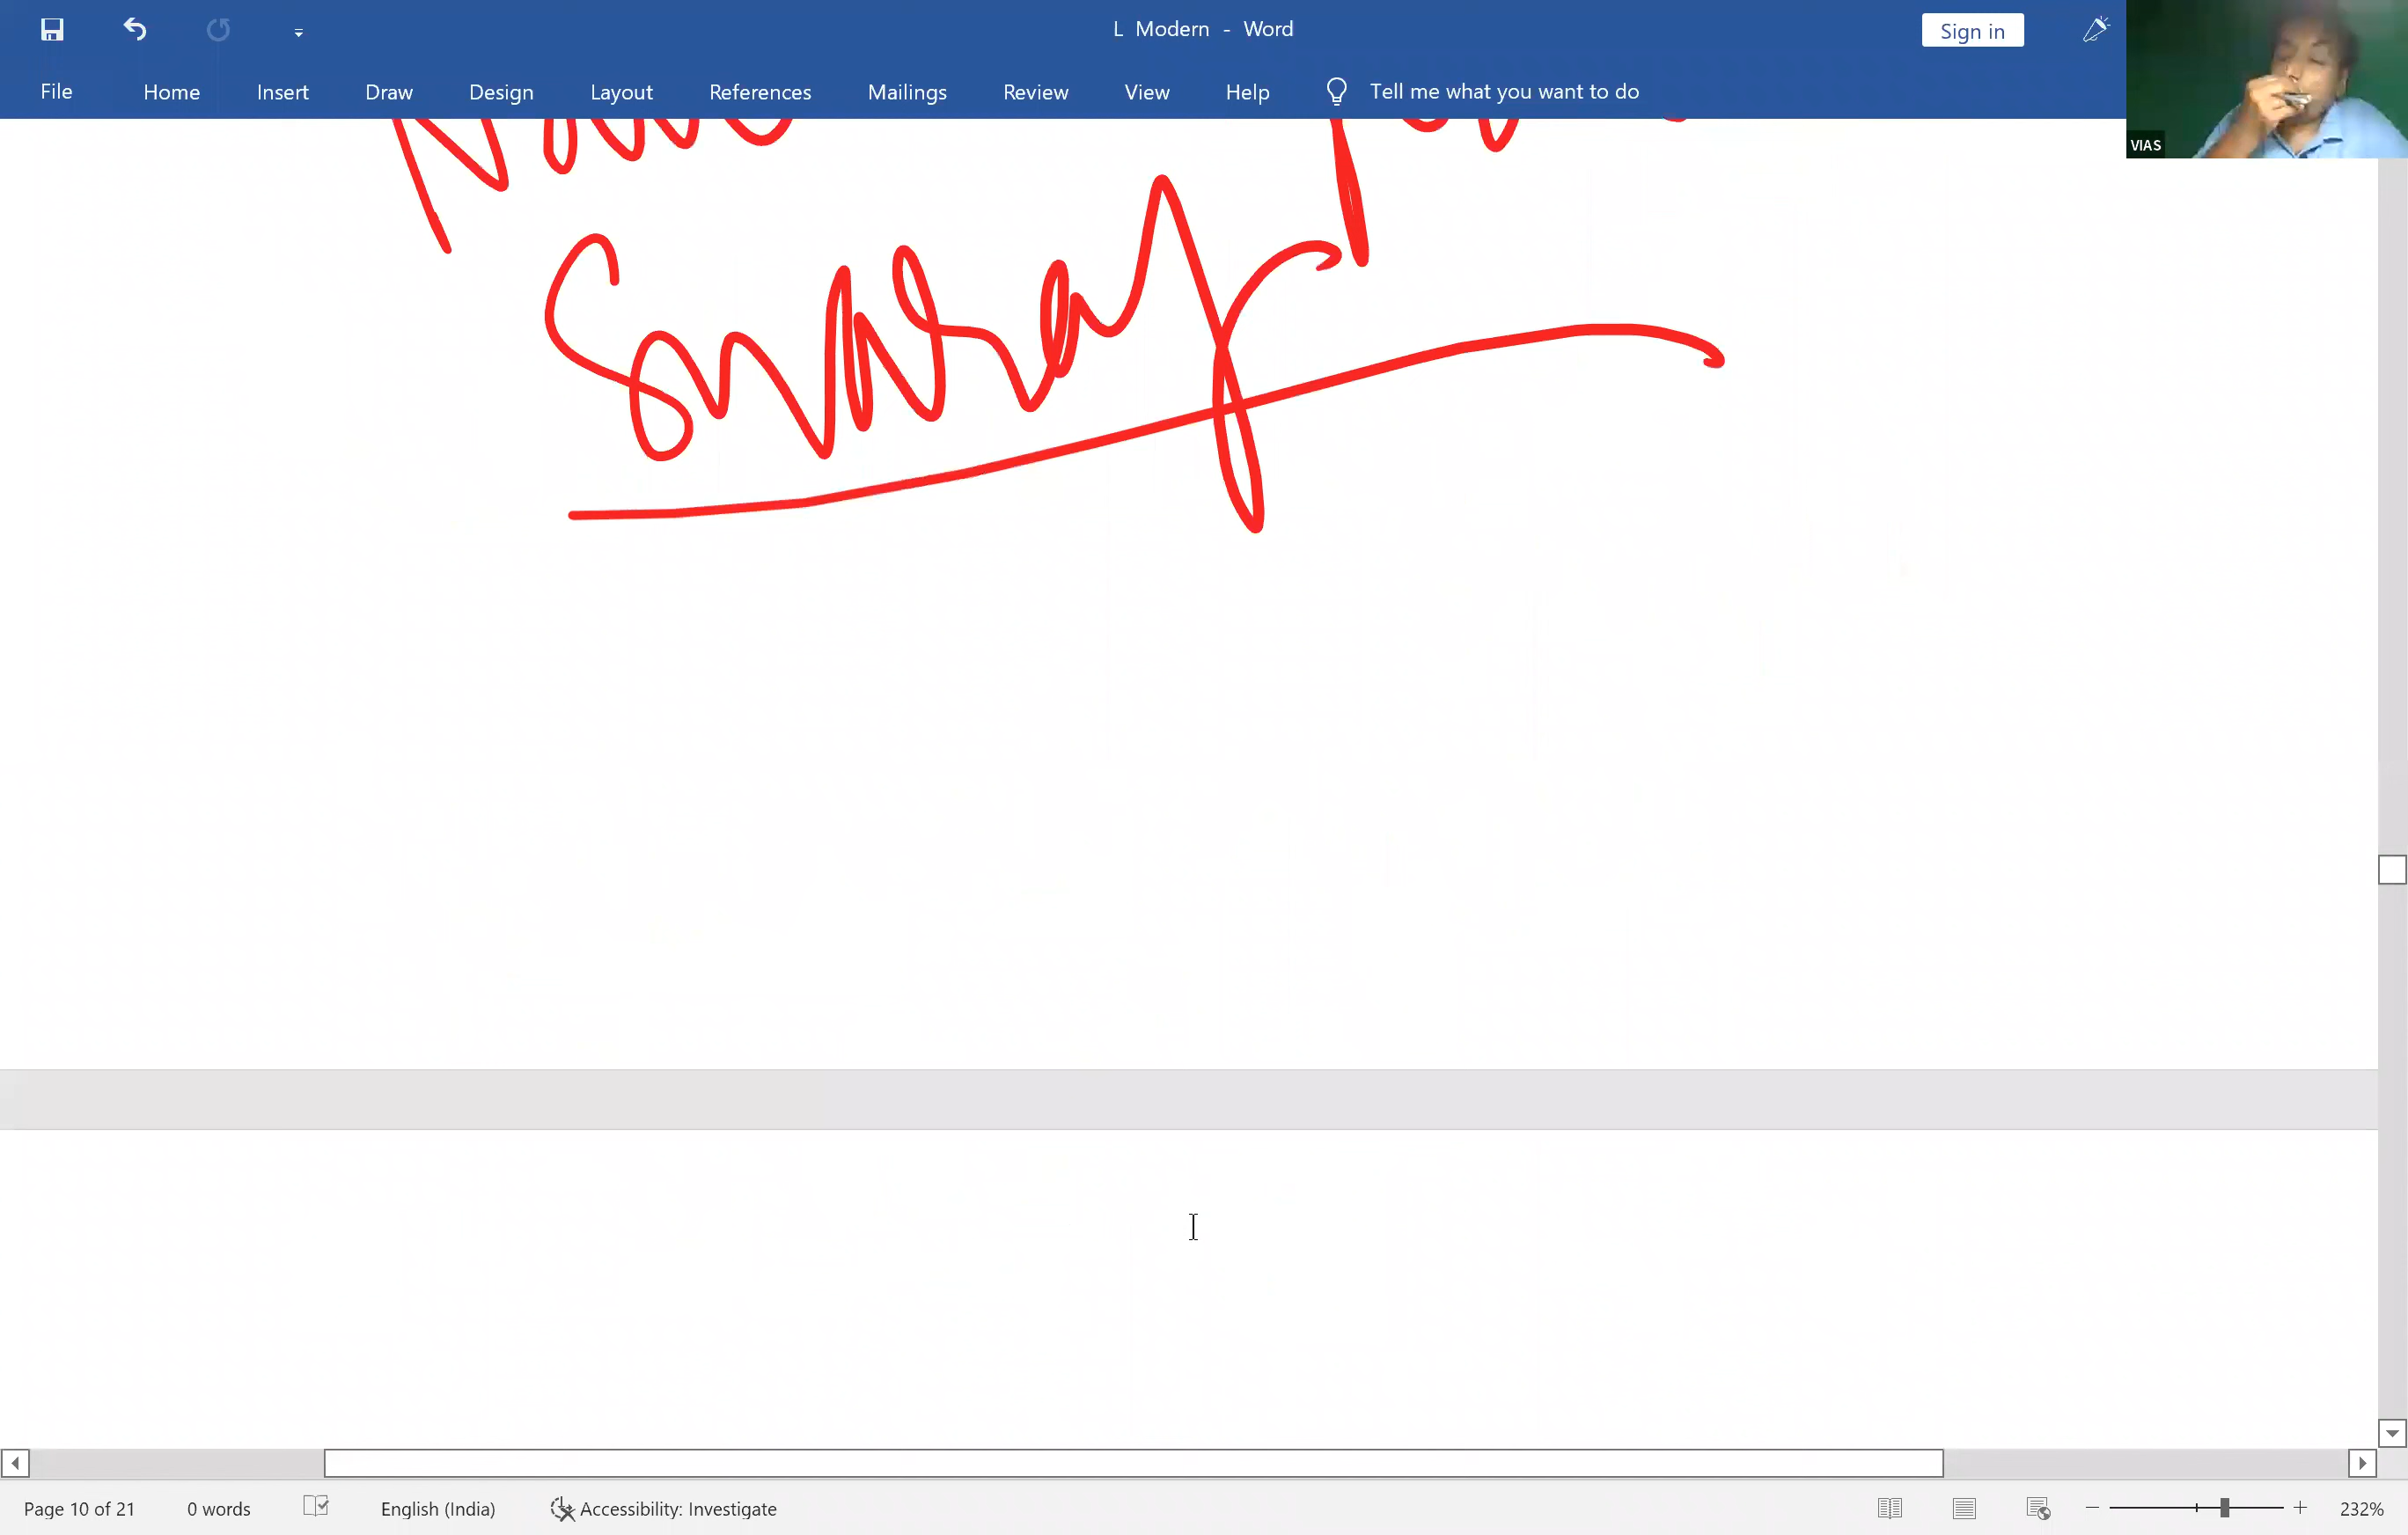 L Modern - Word
Sign in
File Home Insert Draw Design Layout References Mailings Review View Help Tell me what you want to do
VIAS
Swaraj
Page 10 of 21 0 words English (India) Accessibility: Investigate 232%